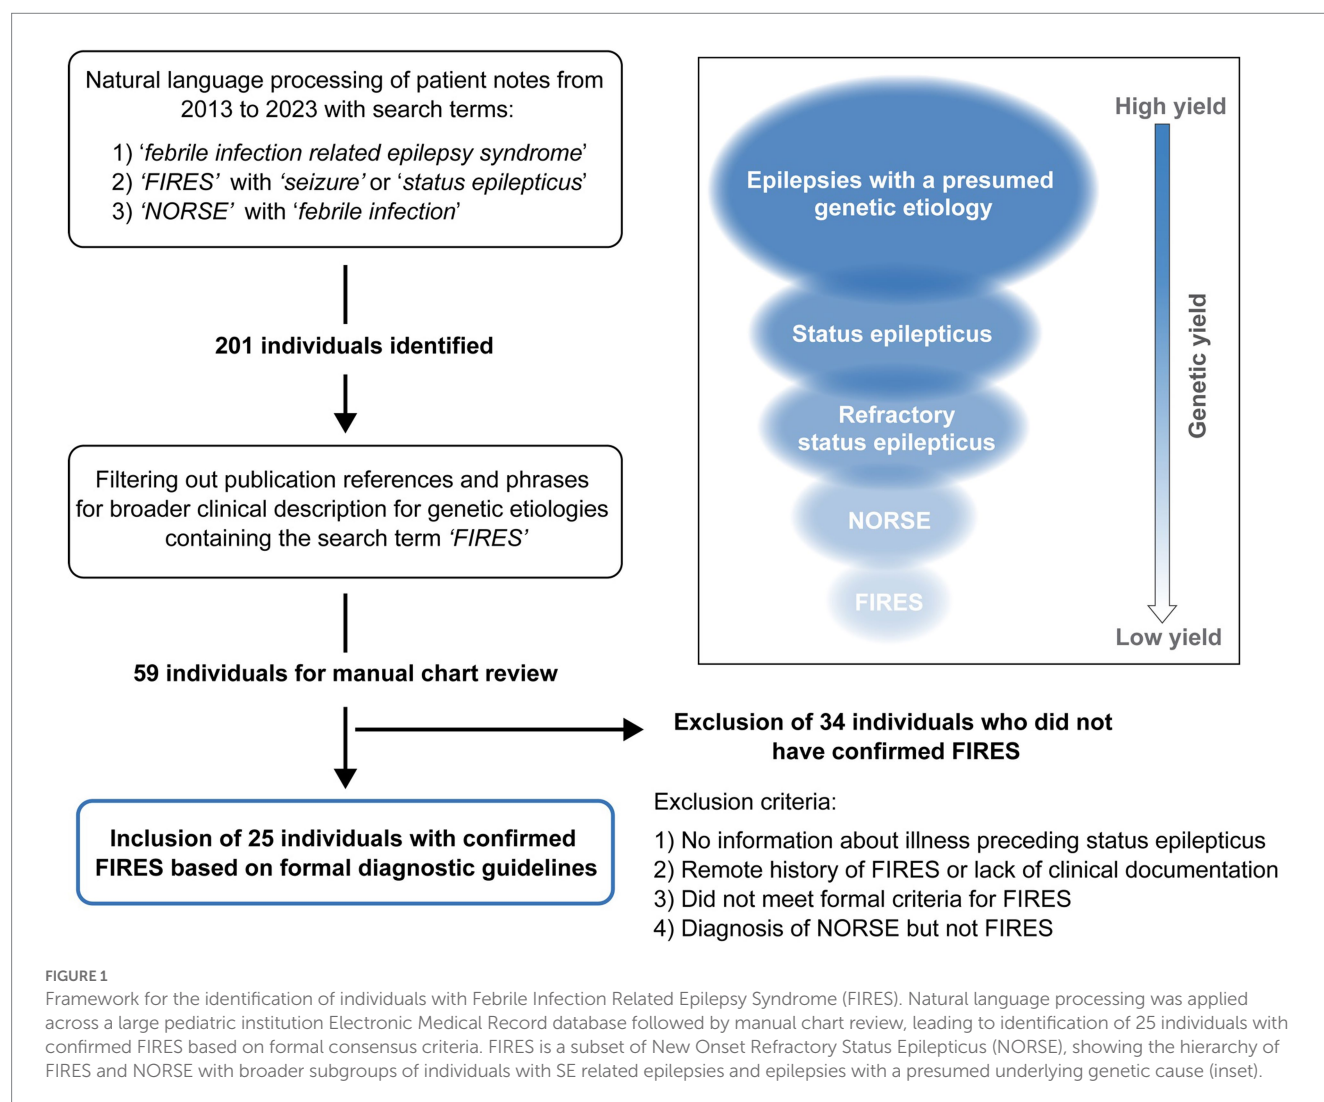 Natural language processing of patient notes from
2013 to 2023 with search terms:
1) ‘febrile infection related epilepsy syndrome’
2) ‘FIRES’ with ‘seizure’ or ‘status epilepticus’
3) ‘NORSE’ with ‘febrile infection’
201 individuals identified
Filtering out publication references and phrases
for broader clinical description for genetic etiologies
containing the search term ‘FIRES’
59 individuals for manual chart review
Exclusion of 34 individuals who did not
have confirmed FIRES
Inclusion of 25 individuals with confirmed
FIRES based on formal diagnostic guidelines
Exclusion criteria:
1) No information about illness preceding status epilepticus
2) Remote history of FIRES or lack of clinical documentation
3) Did not meet formal criteria for FIRES
4) Diagnosis of NORSE but not FIRES
Epilepsies with a presumed
genetic etiology
Status epilepticus
Refractory
status epilepticus
NORSE
FIRES
High yield
Genetic yield
Low yield
FIGURE 1
Framework for the identification of individuals with Febrile Infection Related Epilepsy Syndrome (FIRES). Natural language processing was applied
across a large pediatric institution Electronic Medical Record database followed by manual chart review, leading to identification of 25 individuals with
confirmed FIRES based on formal consensus criteria. FIRES is a subset of New Onset Refractory Status Epilepticus (NORSE), showing the hierarchy of
FIRES and NORSE with broader subgroups of individuals with SE related epilepsies and epilepsies with a presumed underlying genetic cause (inset).